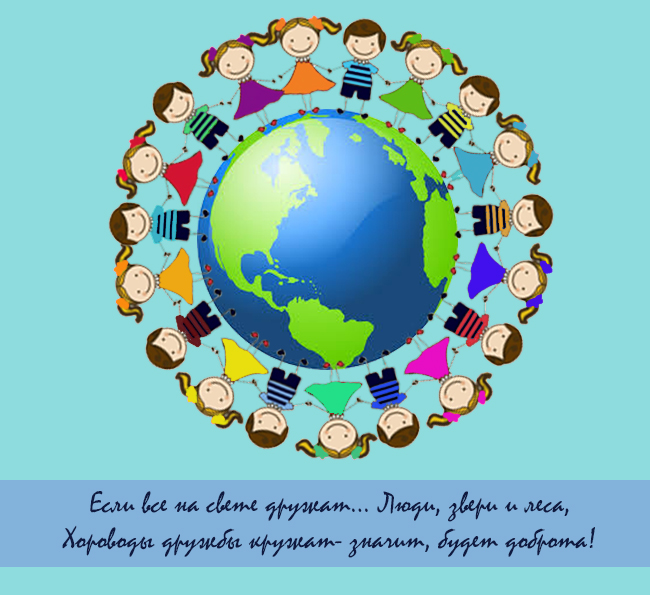 Если все на свете дружат... Люди, звери и леса,
Хороводы дружбы кружат- значит, будет доброта!